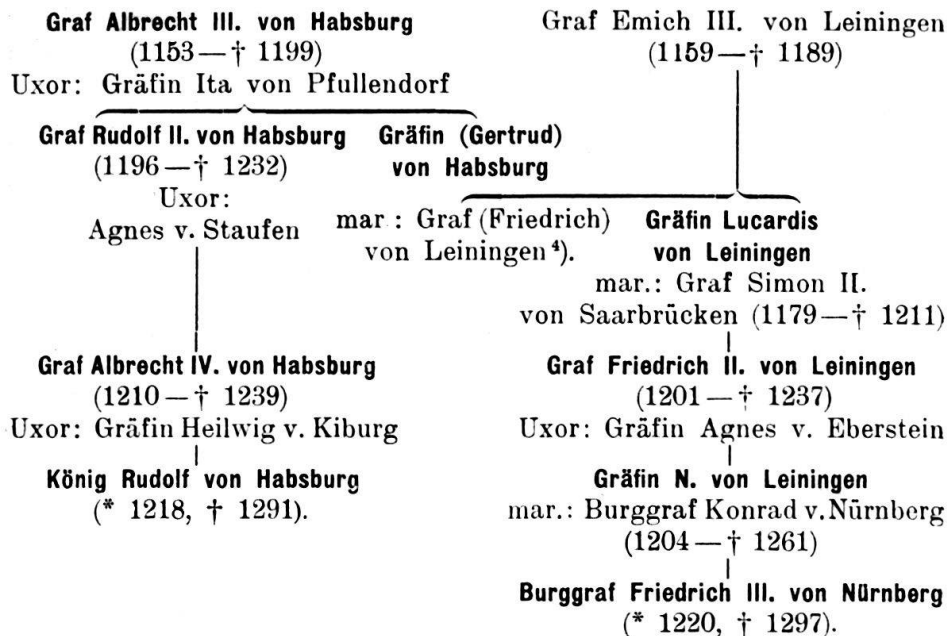 Graf Albrecht III. von Habsburg
(1153—† 1199)
Uxor: Gräfin Ita von Pfullendorf
Graf Emich III. von Leiningen
(1159—† 1189)
Graf Rudolf II. von Habsburg
(1196—† 1232)
Uxor:
Agnes v. Staufen
Gräfin (Gertrud)
von Habsburg
mar.: Graf (Friedrich)
von Leiningen⁴).
Gräfin Lucardis
von Leiningen
mar.: Graf Simon II.
von Saarbrücken (1179—† 1211)
Graf Albrecht IV. von Habsburg
(1210—† 1239)
Uxor: Gräfin Heilwig v. Kiburg
König Rudolf von Habsburg
(* 1218, † 1291).
Graf Friedrich II. von Leiningen
(1201—† 1237)
Uxor: Gräfin Agnes v. Eberstein
Gräfin N. von Leiningen
mar.: Burggraf Konrad v. Nürnberg
(1204—† 1261)
Burggraf Friedrich III. von Nürnberg
(* 1220, † 1297).